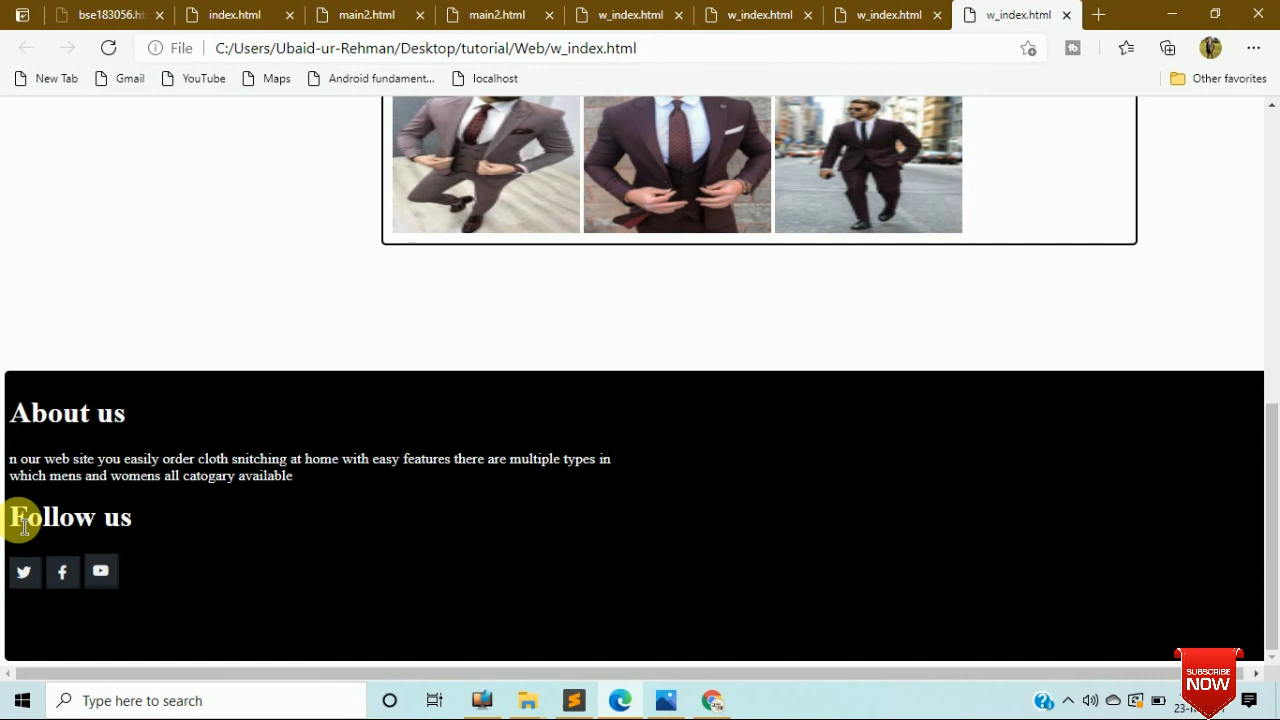 bse183056.ht
index.html
main2.html
main2.html
w_index.html
w_index.html
w_index.html
w_index.html
File
C:/Users/Ubaid-ur-Rehman/Desktop/tutorial/Web/w_index.html
New Tab
Gmail
YouTube
Maps
Android fundament...
localhost
Other favorites
About us
n our web site you easily order cloth snitching at home with easy features there are multiple types in
which mens and womens all catogary available
Follow us
SUBSCRIBE
NOW
Type here to search